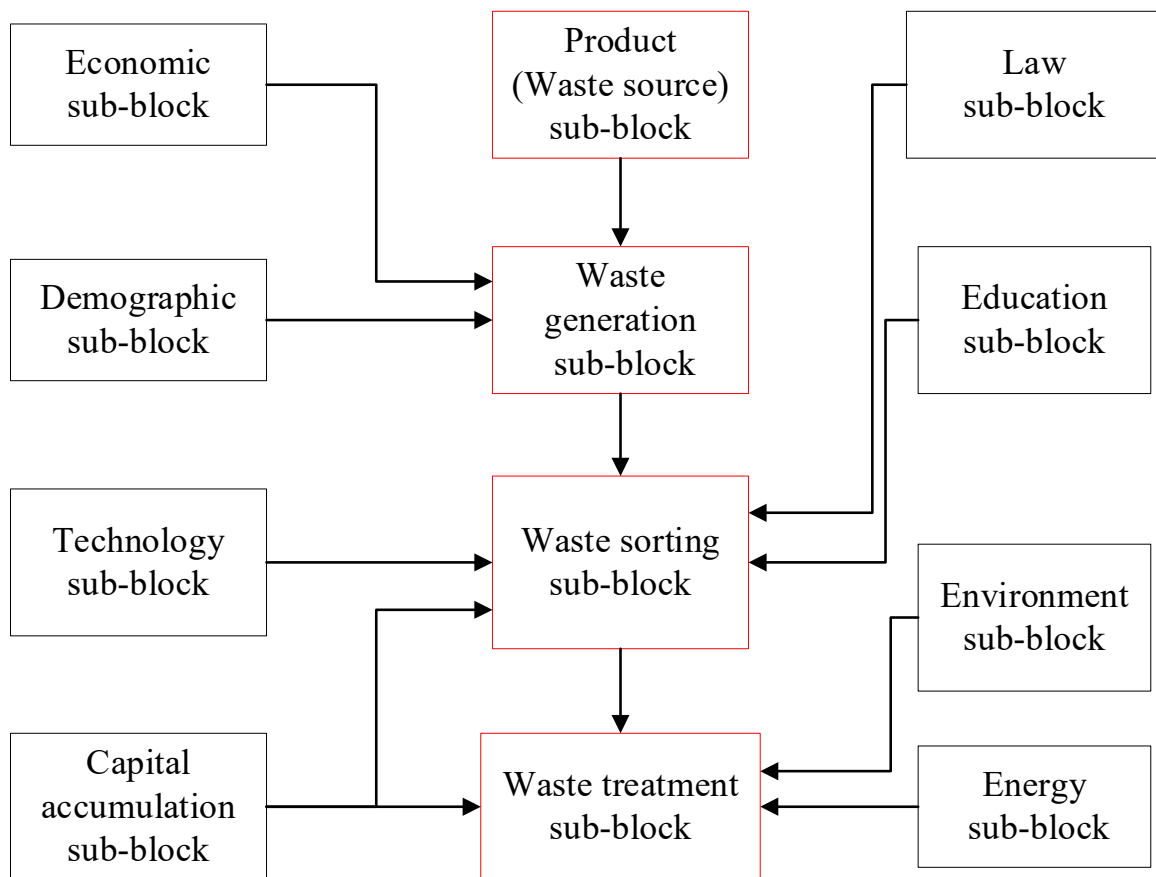 Economic
sub-block
Product
(Waste source)
sub-block
Law
sub-block
Demographic
sub-block
Waste
generation
sub-block
Education
sub-block
Technology
sub-block
Waste sorting
sub-block
Environment
sub-block
Capital
accumulation
sub-block
Waste treatment
sub-block
Energy
sub-block